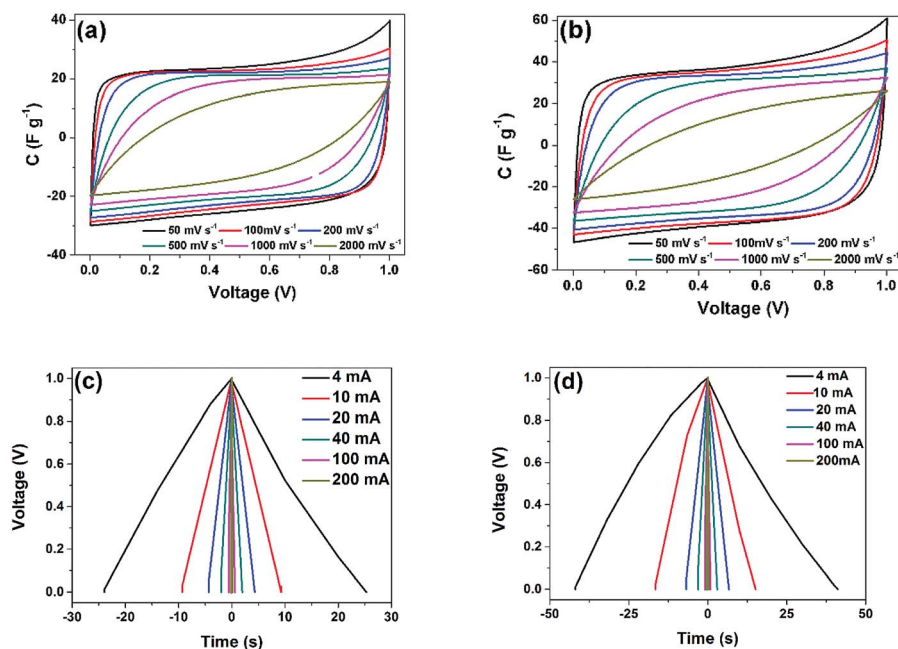 (a)
C (F g⁻¹)
40
20
0
-20
-40
50 mV s⁻¹ 100mV s⁻¹ 200 mV s⁻¹
500 mV s⁻¹ 1000 mV s⁻¹ 2000 mV s⁻¹
0.0 0.2 0.4 0.6 0.8 1.0
Voltage (V)
(b)
C (F g⁻¹)
60
40
20
0
-20
-40
-60
50 mV s⁻¹ 100mV s⁻¹ 200 mV s⁻¹
500 mV s⁻¹ 1000 mV s⁻¹ 2000 mV s⁻¹
0.0 0.2 0.4 0.6 0.8 1.0
Voltage (V)
(c)
Voltage (V)
1.0
0.8
0.6
0.4
0.2
0.0
4 mA
10 mA
20 mA
40 mA
100 mA
200 mA
-30 -20 -10 0 10 20 30
Time (s)
(d)
Voltage (V)
1.0
0.8
0.6
0.4
0.2
0.0
4 mA
10 mA
20 mA
40 mA
100 mA
200mA
-50 -25 0 25 50
Time (s)